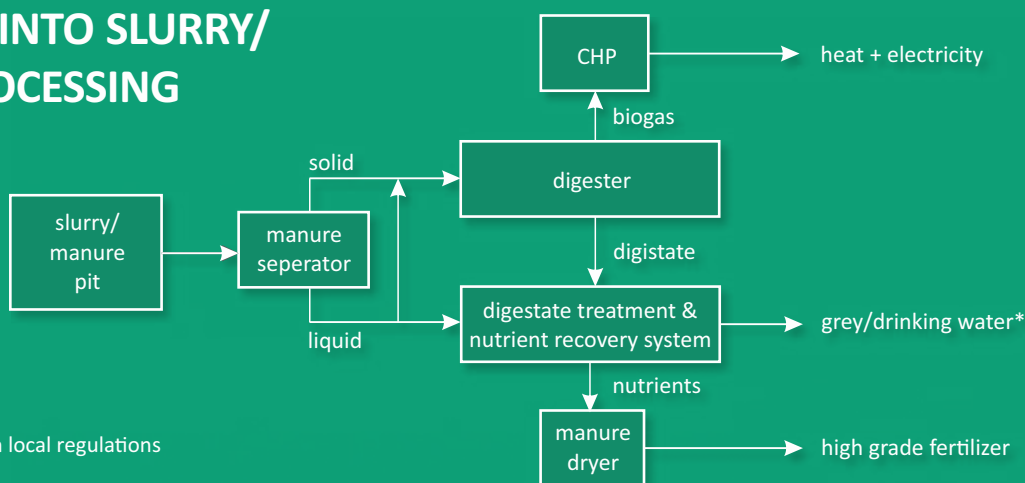 INTO SLURRY/
OCESSING
CHP
heat + electricity
biogas
solid
digester
slurry/
manure
pit
manure
seperator
digistate
digestate treatment &
nutrient recovery system
grey/drinking water*
liquid
nutrients
local regulations
manure
dryer
high grade fertilizer